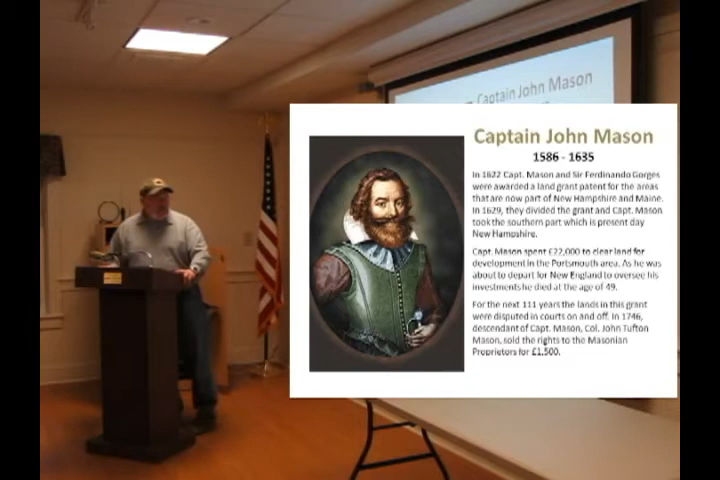 Captain John Mason
Captain John Mason
1586 - 1635
In 1622 Capt. Mason and Sir Ferdinando Gorges
were awarded a land grant patent for the areas
that are now part of New Hampshire and Maine.
In 1629, they divided the grant and Capt. Mason
took the southern part which is present day
New Hampshire.
Capt. Mason spent £22,000 to clear land for
development in the Portsmouth area. As he was
about to depart for New England to oversee his
investments he died at the age of 49.
For the next 111 years the lands in this grant
were disputed in courts on and off. In 1746,
descendant of Capt. Mason, Col. John Tufton
Mason, sold the rights to the Masonian
Proprietors for £1,500.